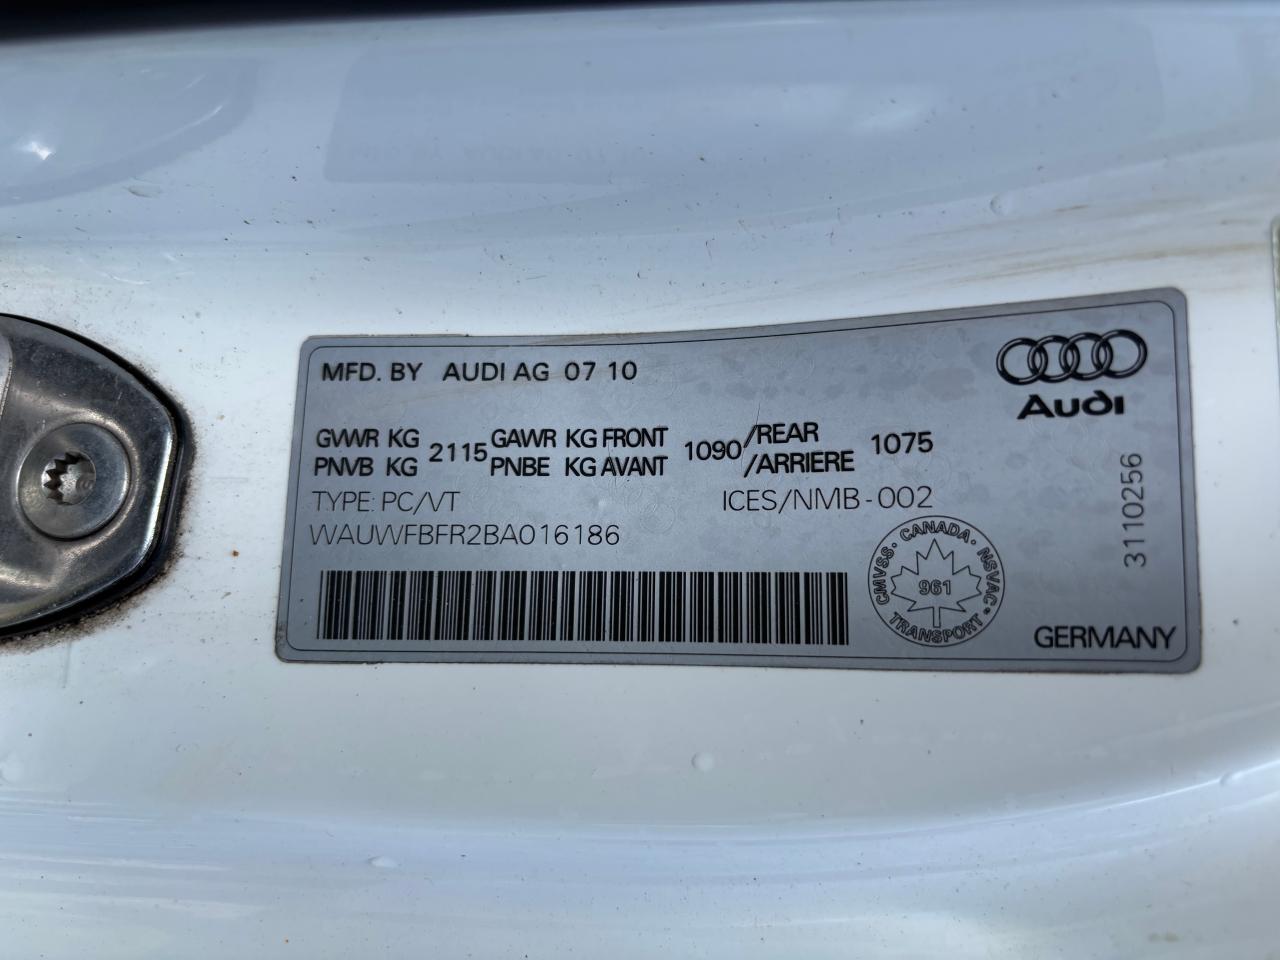 MFD. BY AUDI AG 07 10
Audi
GVWR KG 2115 GAWR KG FRONT 1090 /REAR 1075
PNVB KG PNBE KG AVANT /ARRIERE
TYPE: PC/VT ICES/NMB-002
WAUWFBFR2BA016186
CANADA · NSVAC · TRANSPORT · CMVSS ·
961
3110256
GERMANY